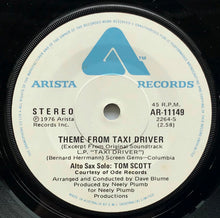 ARISTA RECORDS
45 R.P.M.
STEREO AR-11149
℗1976 Arista Records Inc. 2264-S
(2.58)
THEME FROM TAXI DRIVER
(Excerpt From Original Soundtrack
L.P. "TAXI DRIVER")
(Bernard Herrmann) Screen Gems-Columbia
Alto Sax Solo: TOM SCOTT
Courtesy of Ode Records
Arranged and Conducted by Dave Blume
Produced by Neely Plumb
for Neely Plumb
Productions